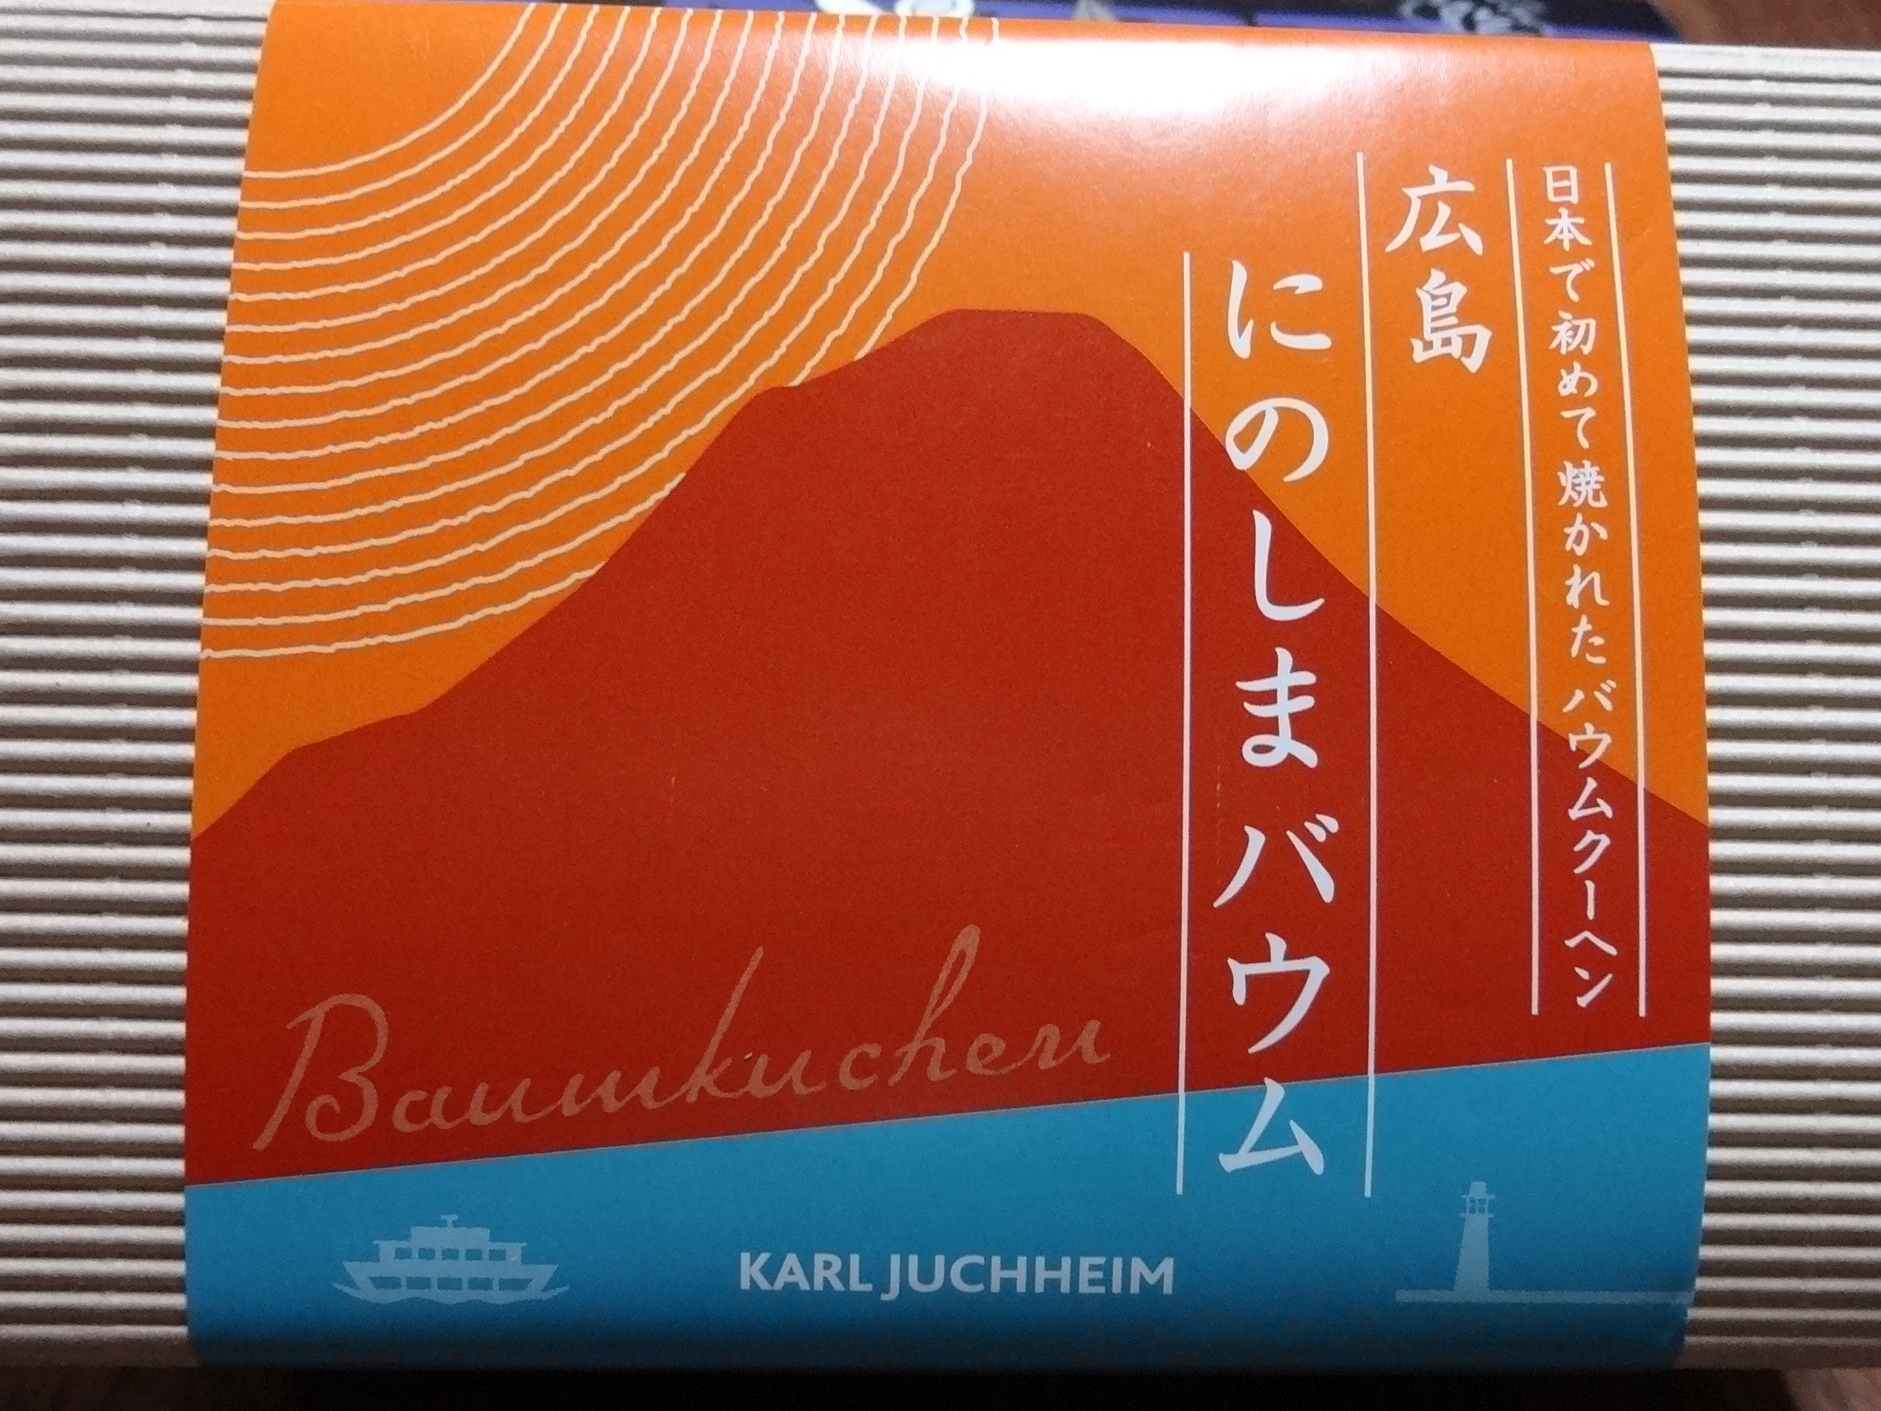 日本で初めて焼かれたバウムクーヘン
広島
にのしまバウム
Baumkuchen
KARL JUCHHEIM